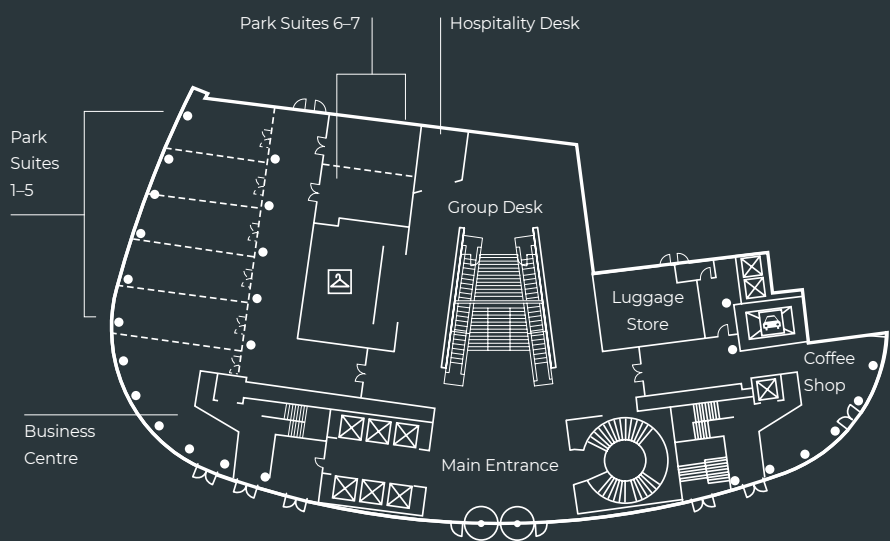 Park Suites 6–7
Hospitality Desk
Park
Suites
1–5
Group Desk
Luggage
Store
Coffee
Shop
Business
Centre
Main Entrance